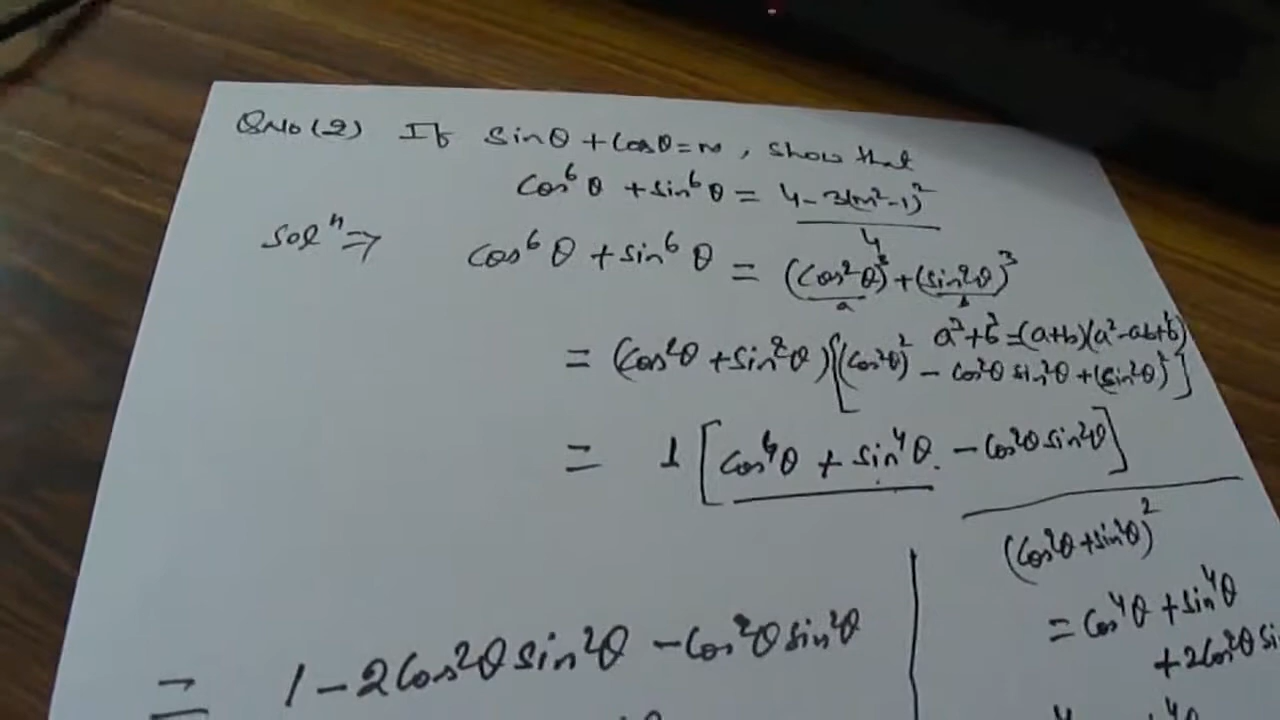 QNo (2) If sinθ + cosθ = m, show that
cos⁶θ + sin⁶θ = 4 - 3(m²-1)²
4
Solⁿ ⇒ cos⁶θ + sin⁶θ = (cos²θ)³ + (sin²θ)³
a b
a³+b³=(a+b)(a²-ab+b²)
= (cos²θ + sin²θ)[(cos²θ)² - cos²θ sin²θ + (sin²θ)²]
= 1 [cos⁴θ + sin⁴θ - cos²θ sin²θ]
(cos²θ + sin²θ)²
= cos⁴θ + sin⁴θ
+ 2cos²θ
= 1 - 2cos²θ sin²θ - cos²θ sin²θ